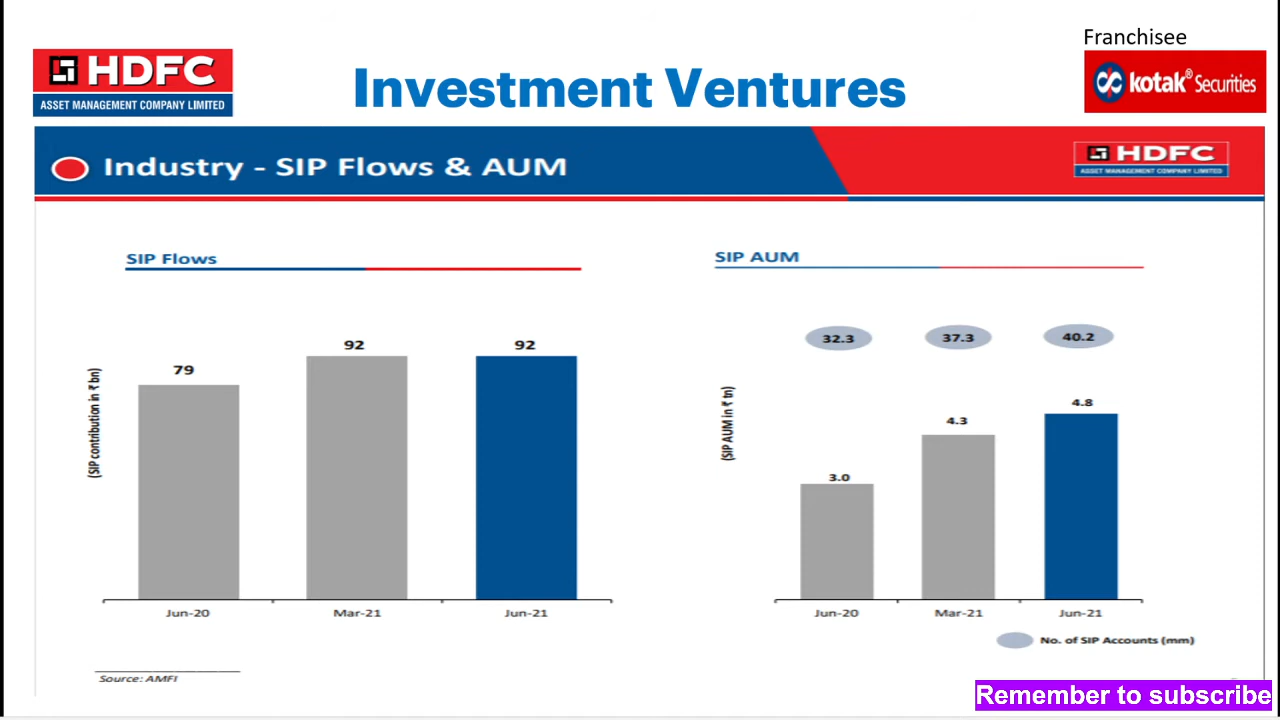 Franchisee
HDFC
ASSET MANAGEMENT COMPANY LIMITED
Investment Ventures
kotak® Securities
Industry - SIP Flows & AUM
HDFC
ASSET MANAGEMENT COMPANY LIMITED
SIP Flows
(SIP contribution in ₹ bn)
79
92
92
Jun-20
Mar-21
Jun-21
SIP AUM
32.3
37.3
40.2
(SIP AUM in ₹ tn)
3.0
4.3
4.8
Jun-20
Mar-21
Jun-21
No. of SIP Accounts (mm)
Source: AMFI
Remember to subscribe